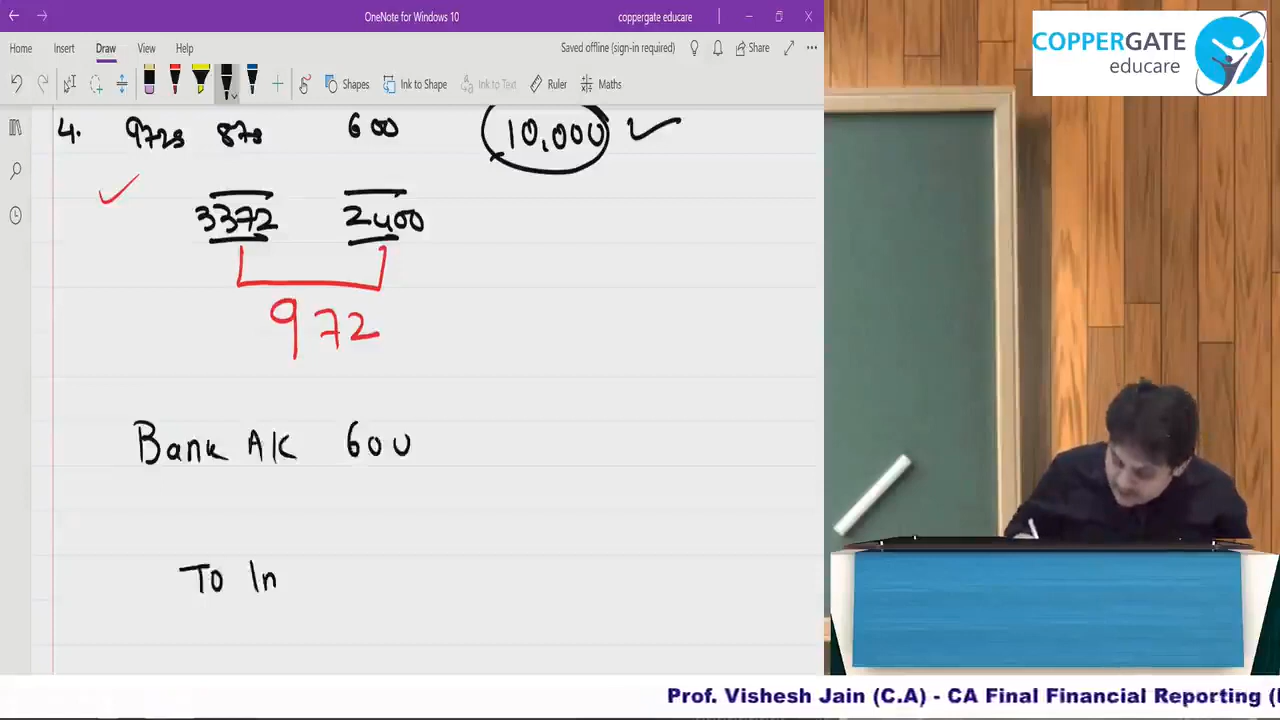 OneNote for Windows 10
coppergate educare
Home Insert Draw View Help
Saved offline (sign-in required)
Share
Shapes
Ink to Shape
Ink to Text
Ruler
Maths
COPPERGATE
educare
4. 600 10,000
3372 2400
972
Bank A/c 600
To In
Prof. Vishesh Jain (C.A) - CA Final Financial Reporting (